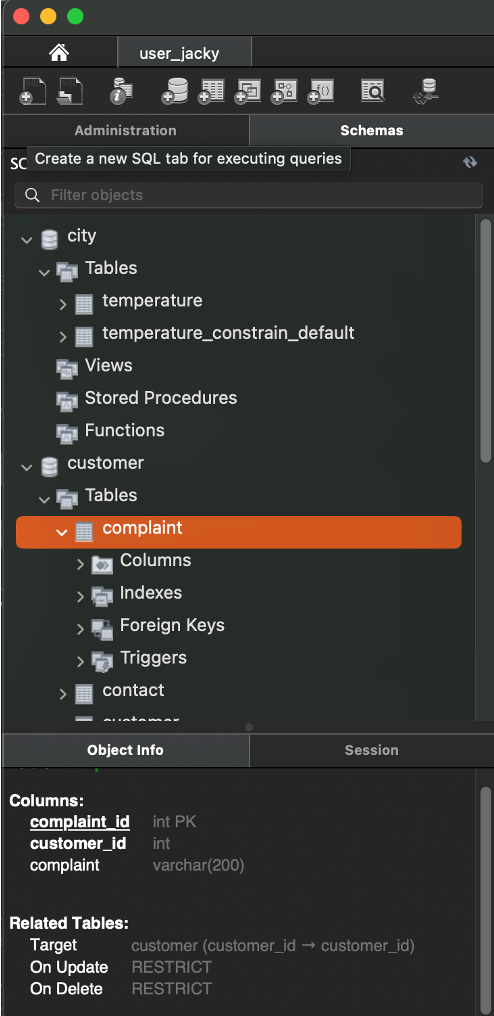 user_jacky
Administration
Schemas
SC
Create a new SQL tab for executing queries
Filter objects
city
Tables
temperature
temperature_constrain_default
Views
Stored Procedures
Functions
customer
Tables
complaint
Columns
Indexes
Foreign Keys
Triggers
contact
customer
Object Info
Session
Columns:
complaint_id int PK
customer_id int
complaint varchar(200)
Related Tables:
Target customer (customer_id → customer_id)
On Update RESTRICT
On Delete RESTRICT